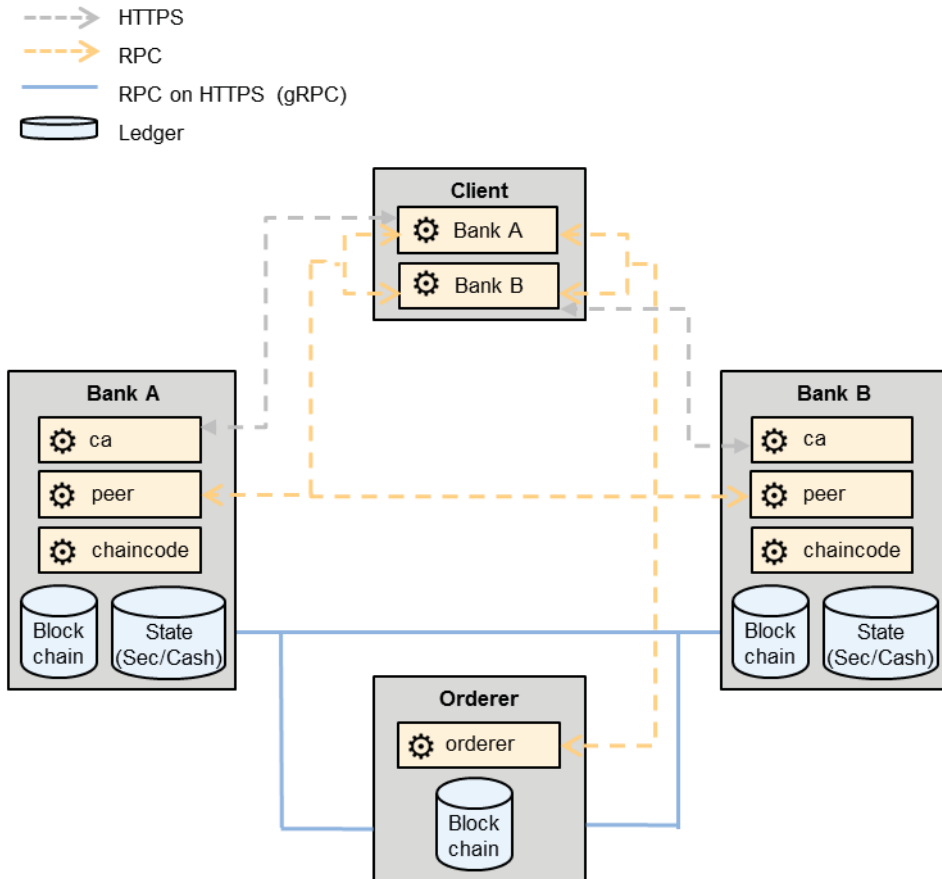 HTTPS
RPC
RPC on HTTPS (gRPC)
Ledger
Client
Bank A
Bank B
Bank A
ca
peer
chaincode
Block
chain
State
(Sec/Cash)
Bank B
ca
peer
chaincode
Block
chain
State
(Sec/Cash)
Orderer
orderer
Block
chain